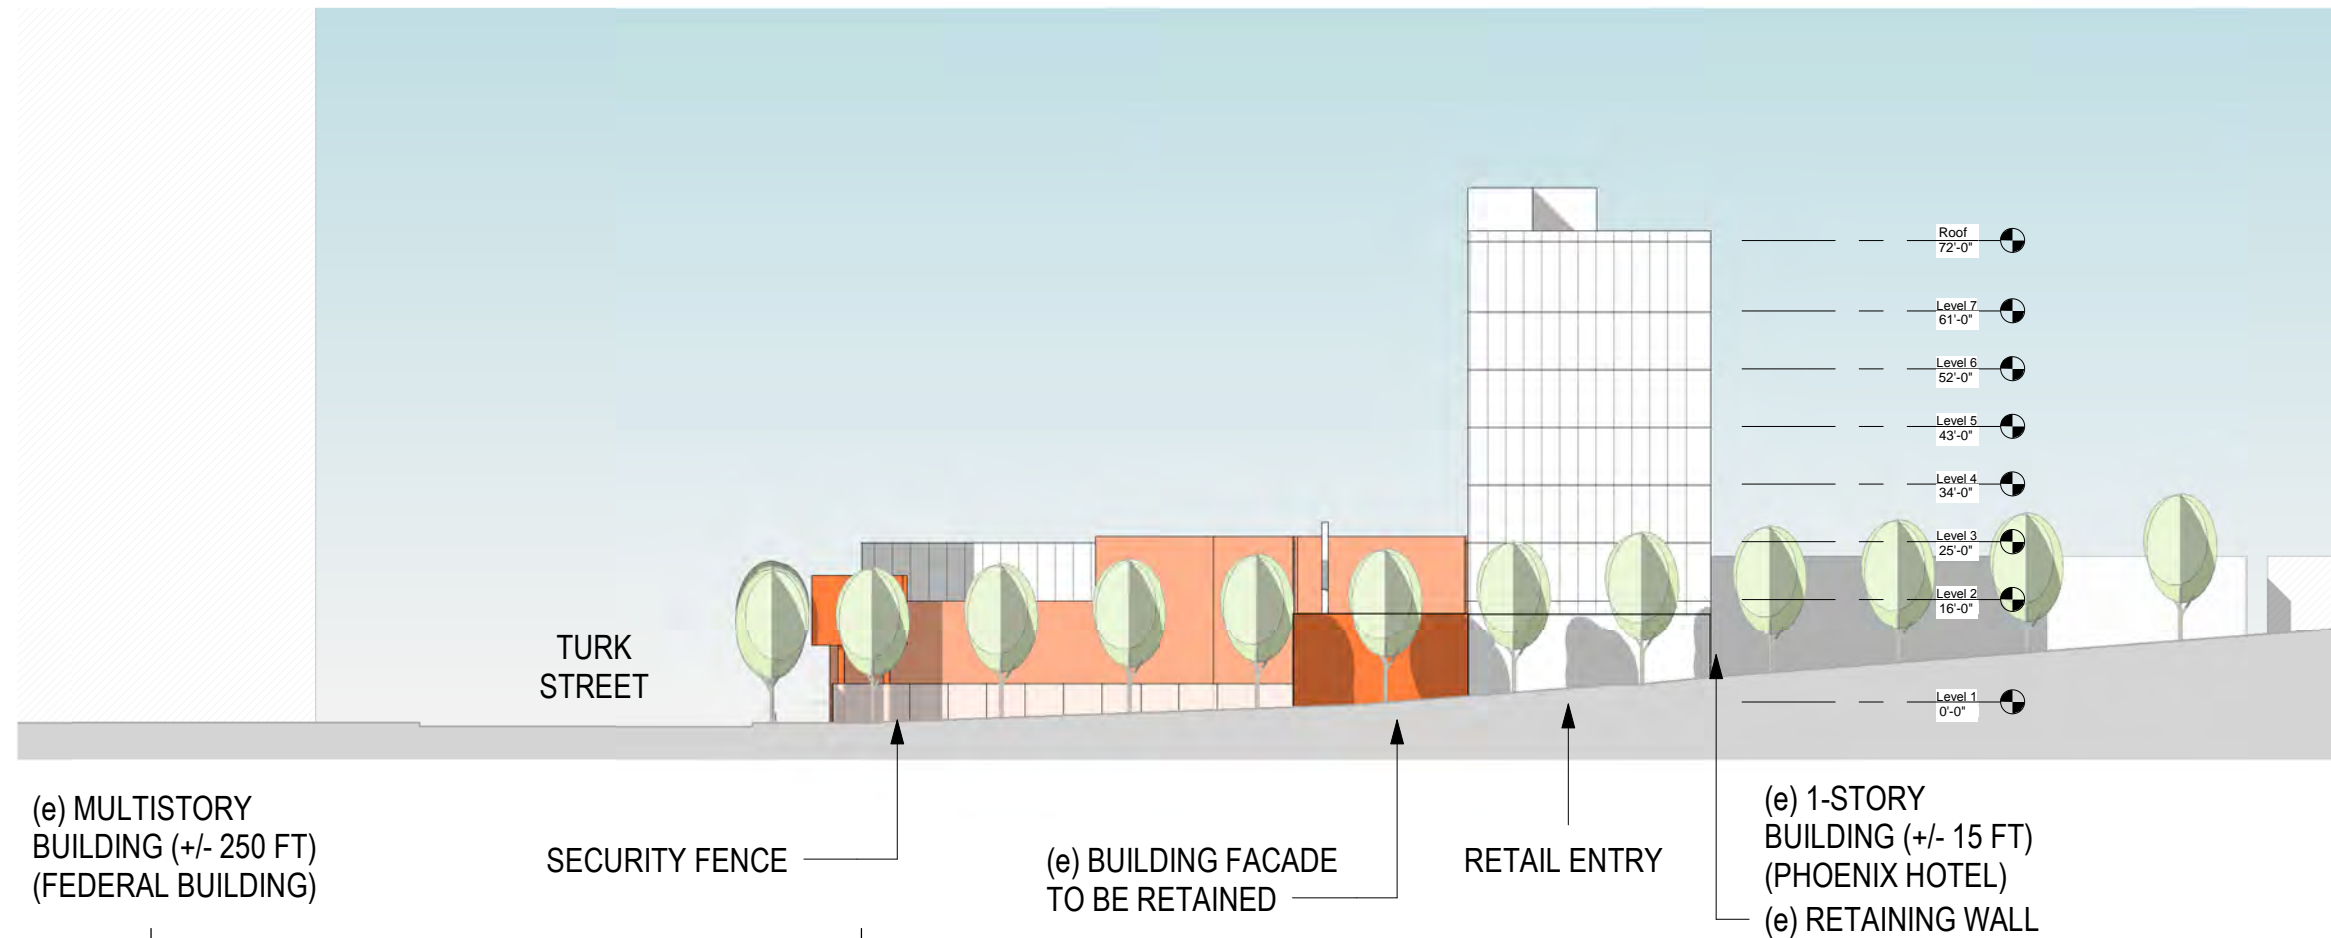 Roof
72'-0"
Level 7
61'-0"
Level 6
52'-0"
Level 5
43'-0"
Level 4
34'-0"
Level 3
25'-0"
Level 2
16'-0"
Level 1
0'-0"
TURK
STREET
(e) MULTISTORY
BUILDING (+/- 250 FT)
(FEDERAL BUILDING)
SECURITY FENCE
(e) BUILDING FACADE
TO BE RETAINED
RETAIL ENTRY
(e) 1-STORY
BUILDING (+/- 15 FT)
(PHOENIX HOTEL)
(e) RETAINING WALL